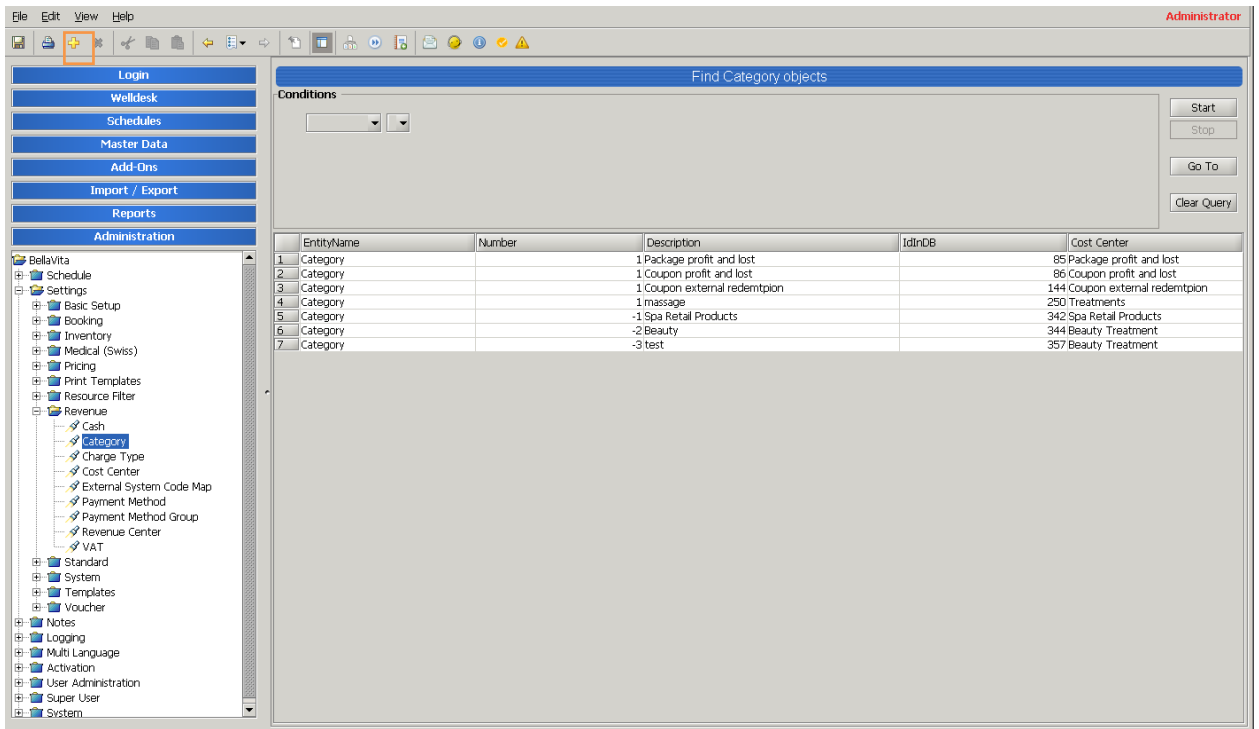 File Edit View Help
Administrator
Login
Welldesk
Schedules
Master Data
Add-Ons
Import / Export
Reports
Administration
BellaVita
Schedule
Settings
Basic Setup
Booking
Inventory
Medical (Swiss)
Pricing
Print Templates
Resource Filter
Revenue
Cash
Category
Charge Type
Cost Center
External System Code Map
Payment Method
Payment Method Group
Revenue Center
VAT
Standard
System
Templates
Voucher
Notes
Logging
Multi Language
Activation
User Administration
Super User
System
Find Category objects
Conditions
Start
Stop
Go To
Clear Query
EntityName Number Description IdInDB Cost Center
1 Category 1 Package profit and lost 85 Package profit and lost
2 Category 1 Coupon profit and lost 86 Coupon profit and lost
3 Category 1 Coupon external redemtpion 144 Coupon external redemtpion
4 Category 1 massage 250 Treatments
5 Category -1 Spa Retail Products 342 Spa Retail Products
6 Category -2 Beauty 344 Beauty Treatment
7 Category -3 test 357 Beauty Treatment